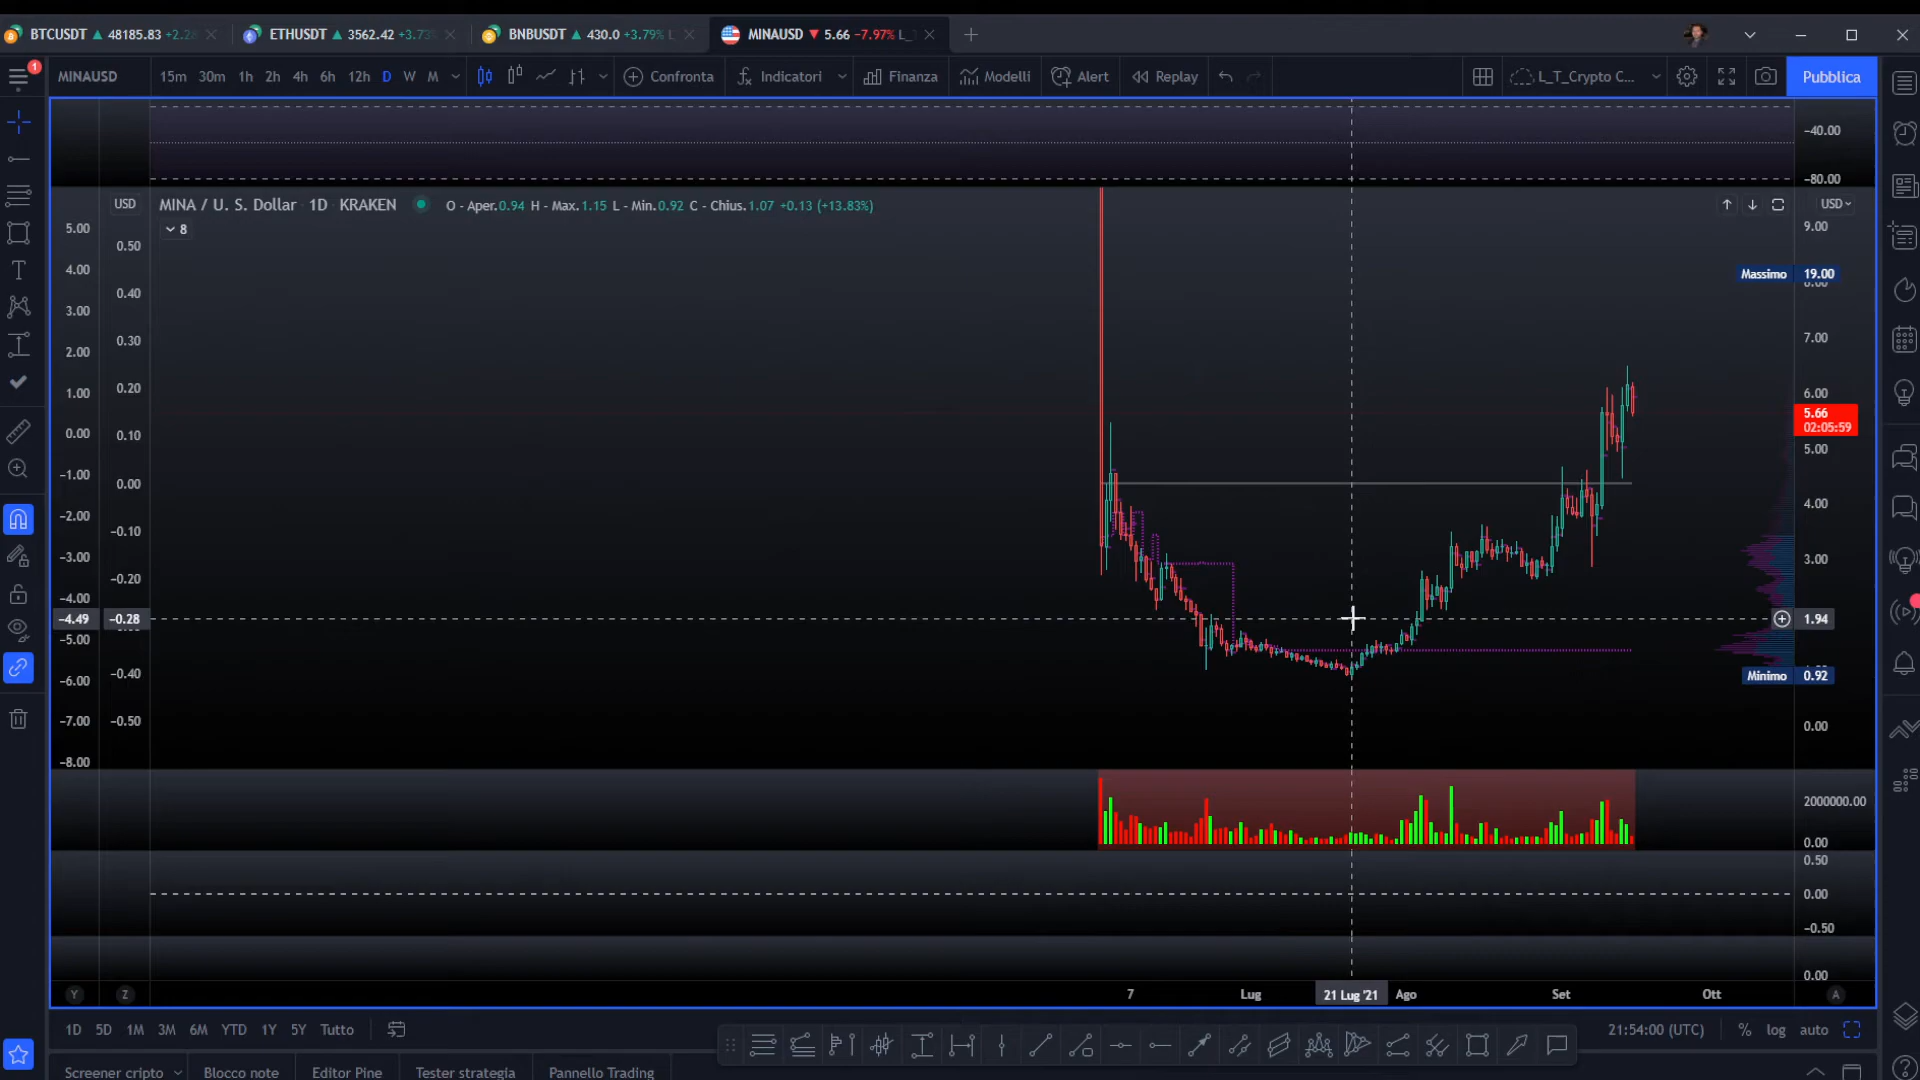 BTCUSDT ▲ 48185.83 +2.2
ETHUSDT ▲ 3562.42 +3.73%
BNBUSDT ▲ 430.0 +3.79% L_
MINAUSD ▼ 5.66 −7.97% L_
1
MINAUSD 15m 30m 1h 2h 4h 6h 12h D W M Confronta Indicatori Finanza Modelli Alert Replay L_T_Crypto C... Pubblica
−40.00
−80.00
USD MINA / U. S. Dollar 1D KRAKEN O - Aper.0.94 H - Max.1.15 L - Min.0.92 C - Chius.1.07 +0.13 (+13.83%) USD
8
5.00 0.50 9.00
4.00 0.40 Massimo 19.00
8.00
3.00 0.30 7.00
2.00 0.20 6.00
1.00 0.10 5.66
02:05:59
0.00 5.00
−1.00 0.00 4.00
−2.00 −0.10
−3.00 −0.20 3.00
−4.00
−4.49 −0.28 1.94
−5.00
−6.00 −0.40 Minimo 0.92
−7.00 −0.50 0.00
−8.00
2000000.00
0.00
0.50
0.00
−0.50
0.00
Y Z 7 Lug 21 Lug '21 Ago Set Ott A
1D 5D 1M 3M 6M YTD 1Y 5Y Tutto 21:54:00 (UTC) % log auto
Screener cripto Blocco note Editor Pine Tester strategia Pannello Trading